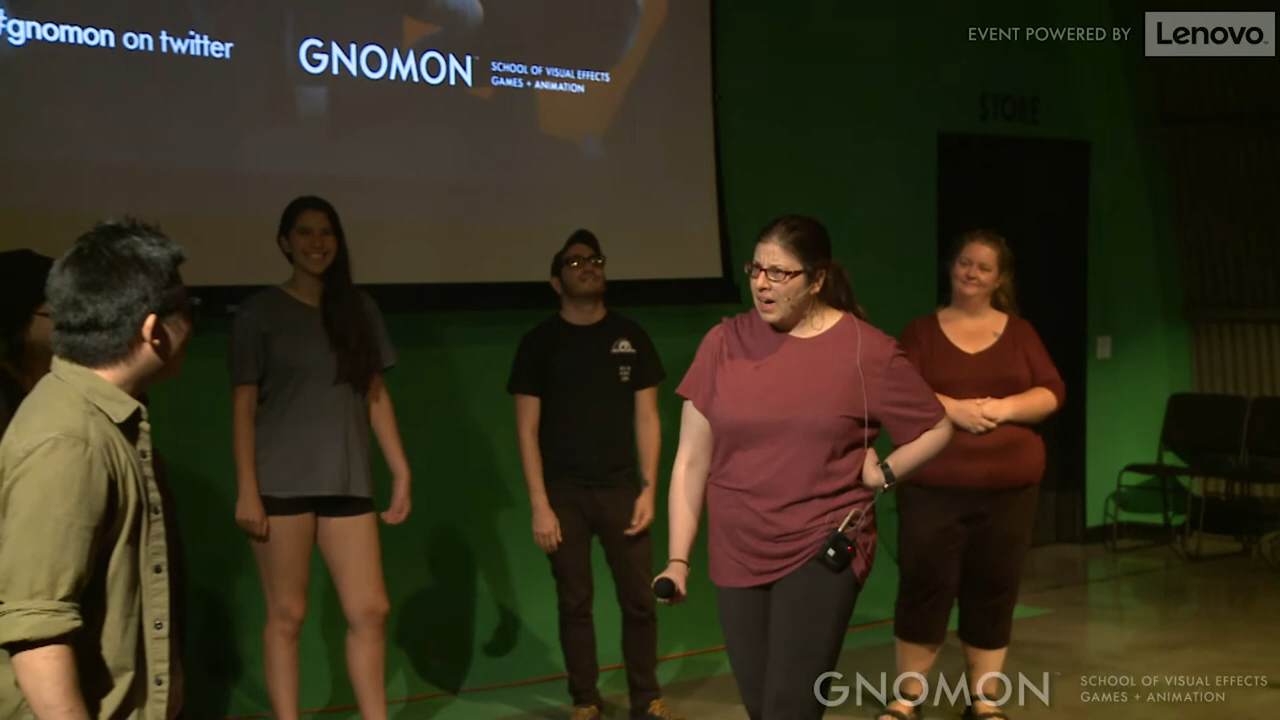 #gnomon on twitter
GNOMON
SCHOOL OF VISUAL EFFECTS
GAMES + ANIMATION
EVENT POWERED BY Lenovo
STORE
GNOMON
SCHOOL OF VISUAL EFFECTS
GAMES + ANIMATION